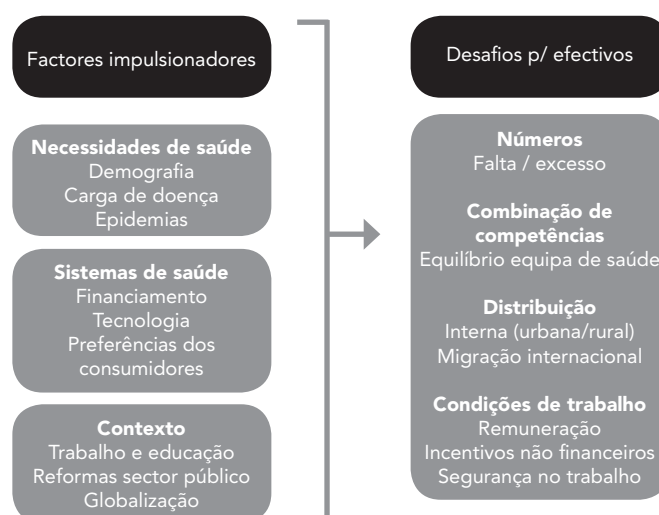 Factores impulsionadores
Necessidades de saúde
Demografia
Carga de doença
Epidemias
Sistemas de saúde
Financiamento
Tecnologia
Preferências dos
consumidores
Contexto
Trabalho e educação
Reformas sector público
Globalização
Desafios p/ efectivos
Números
Falta / excesso
Combinação de
competências
Equilíbrio equipa de saúde
Distribuição
Interna (urbana/rural)
Migração internacional
Condições de trabalho
Remuneração
Incentivos não financeiros
Segurança no trabalho